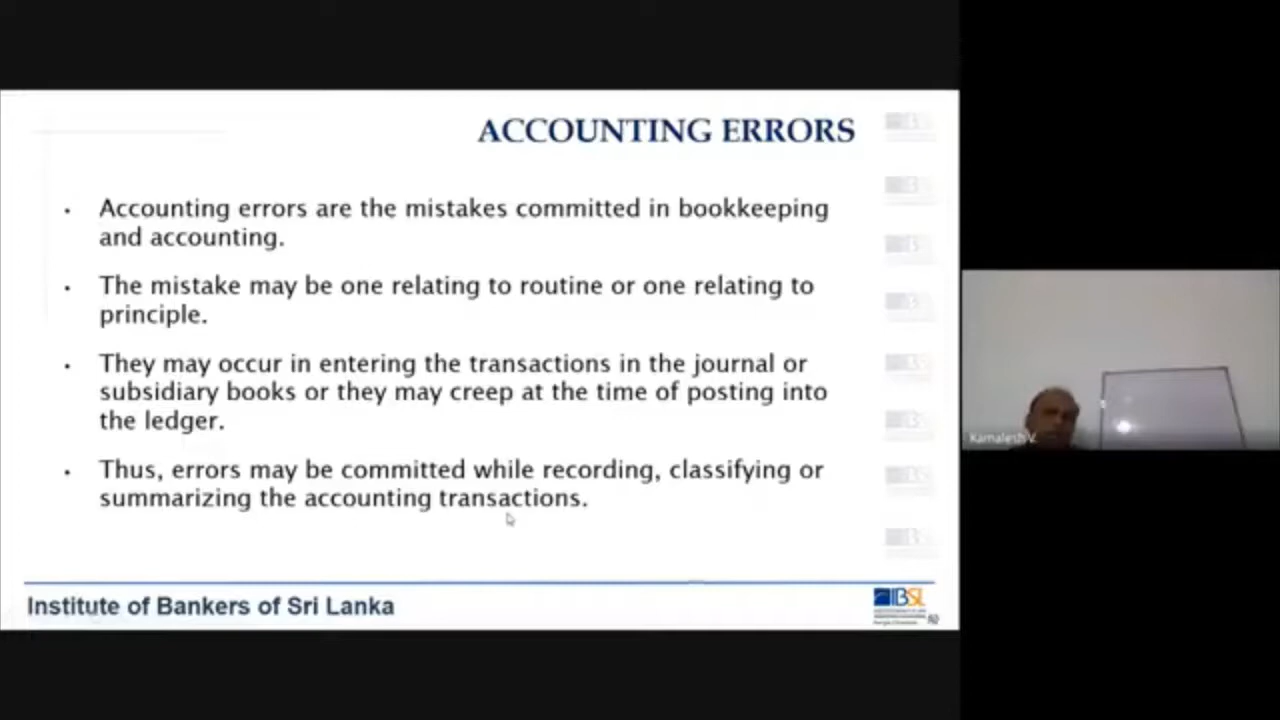 ACCOUNTING ERRORS
• Accounting errors are the mistakes committed in bookkeeping
and accounting.
• The mistake may be one relating to routine or one relating to
principle.
• They may occur in entering the transactions in the journal or
subsidiary books or they may creep at the time of posting into
the ledger.
• Thus, errors may be committed while recording, classifying or
summarizing the accounting transactions.
Kamalesh V.
Institute of Bankers of Sri Lanka
IBSL